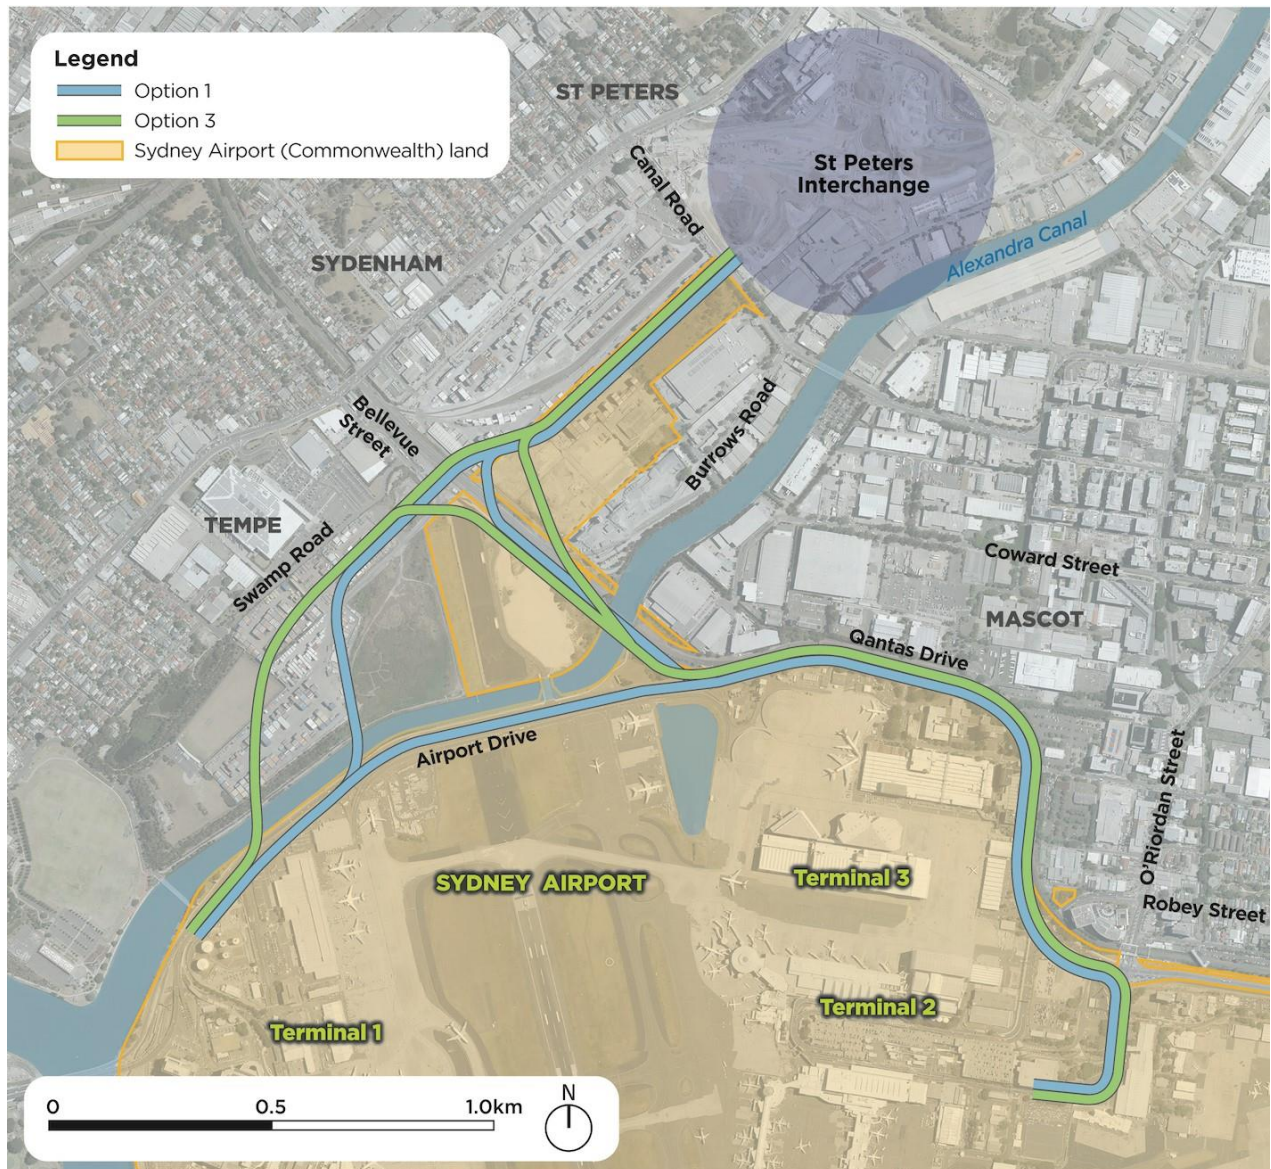 Legend
Option 1
Option 3
Sydney Airport (Commonwealth) land
ST PETERS
Canal Road
St Peters
Interchange
Alexandra Canal
SYDENHAM
Bellevue
Street
Burrows Road
TEMPE
Swamp Road
Coward Street
MASCOT
Qantas Drive
Airport Drive
O'Riordan Street
SYDNEY AIRPORT
Terminal 3
Robey Street
Terminal 2
Terminal 1
0 0.5 1.0km
N